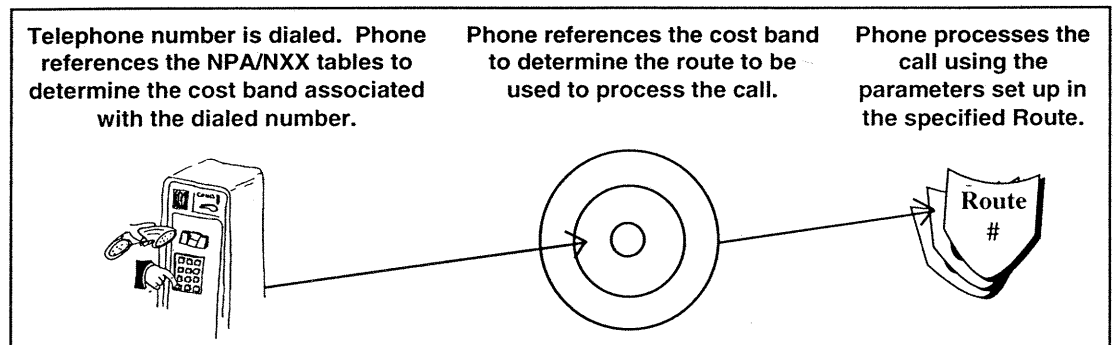 Telephone number is dialed. Phone
references the NPA/NXX tables to
determine the cost band associated
with the dialed number.
Phone references the cost band
to determine the route to be
used to process the call.
Phone processes the
call using the
parameters set up in
the specified Route.
Route
#